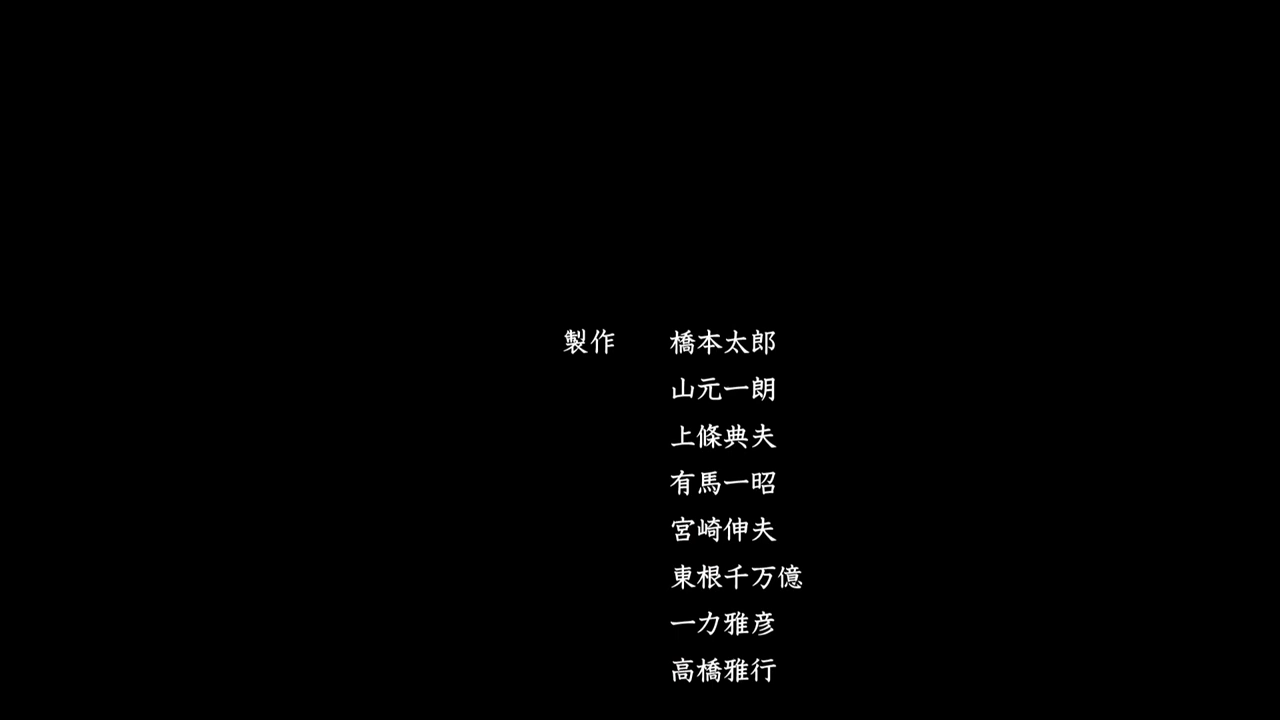 製作 橋本太郎
山元一朗
上條典夫
有馬一昭
宮崎伸夫
東根千万億
一力雅彦
高橋雅行